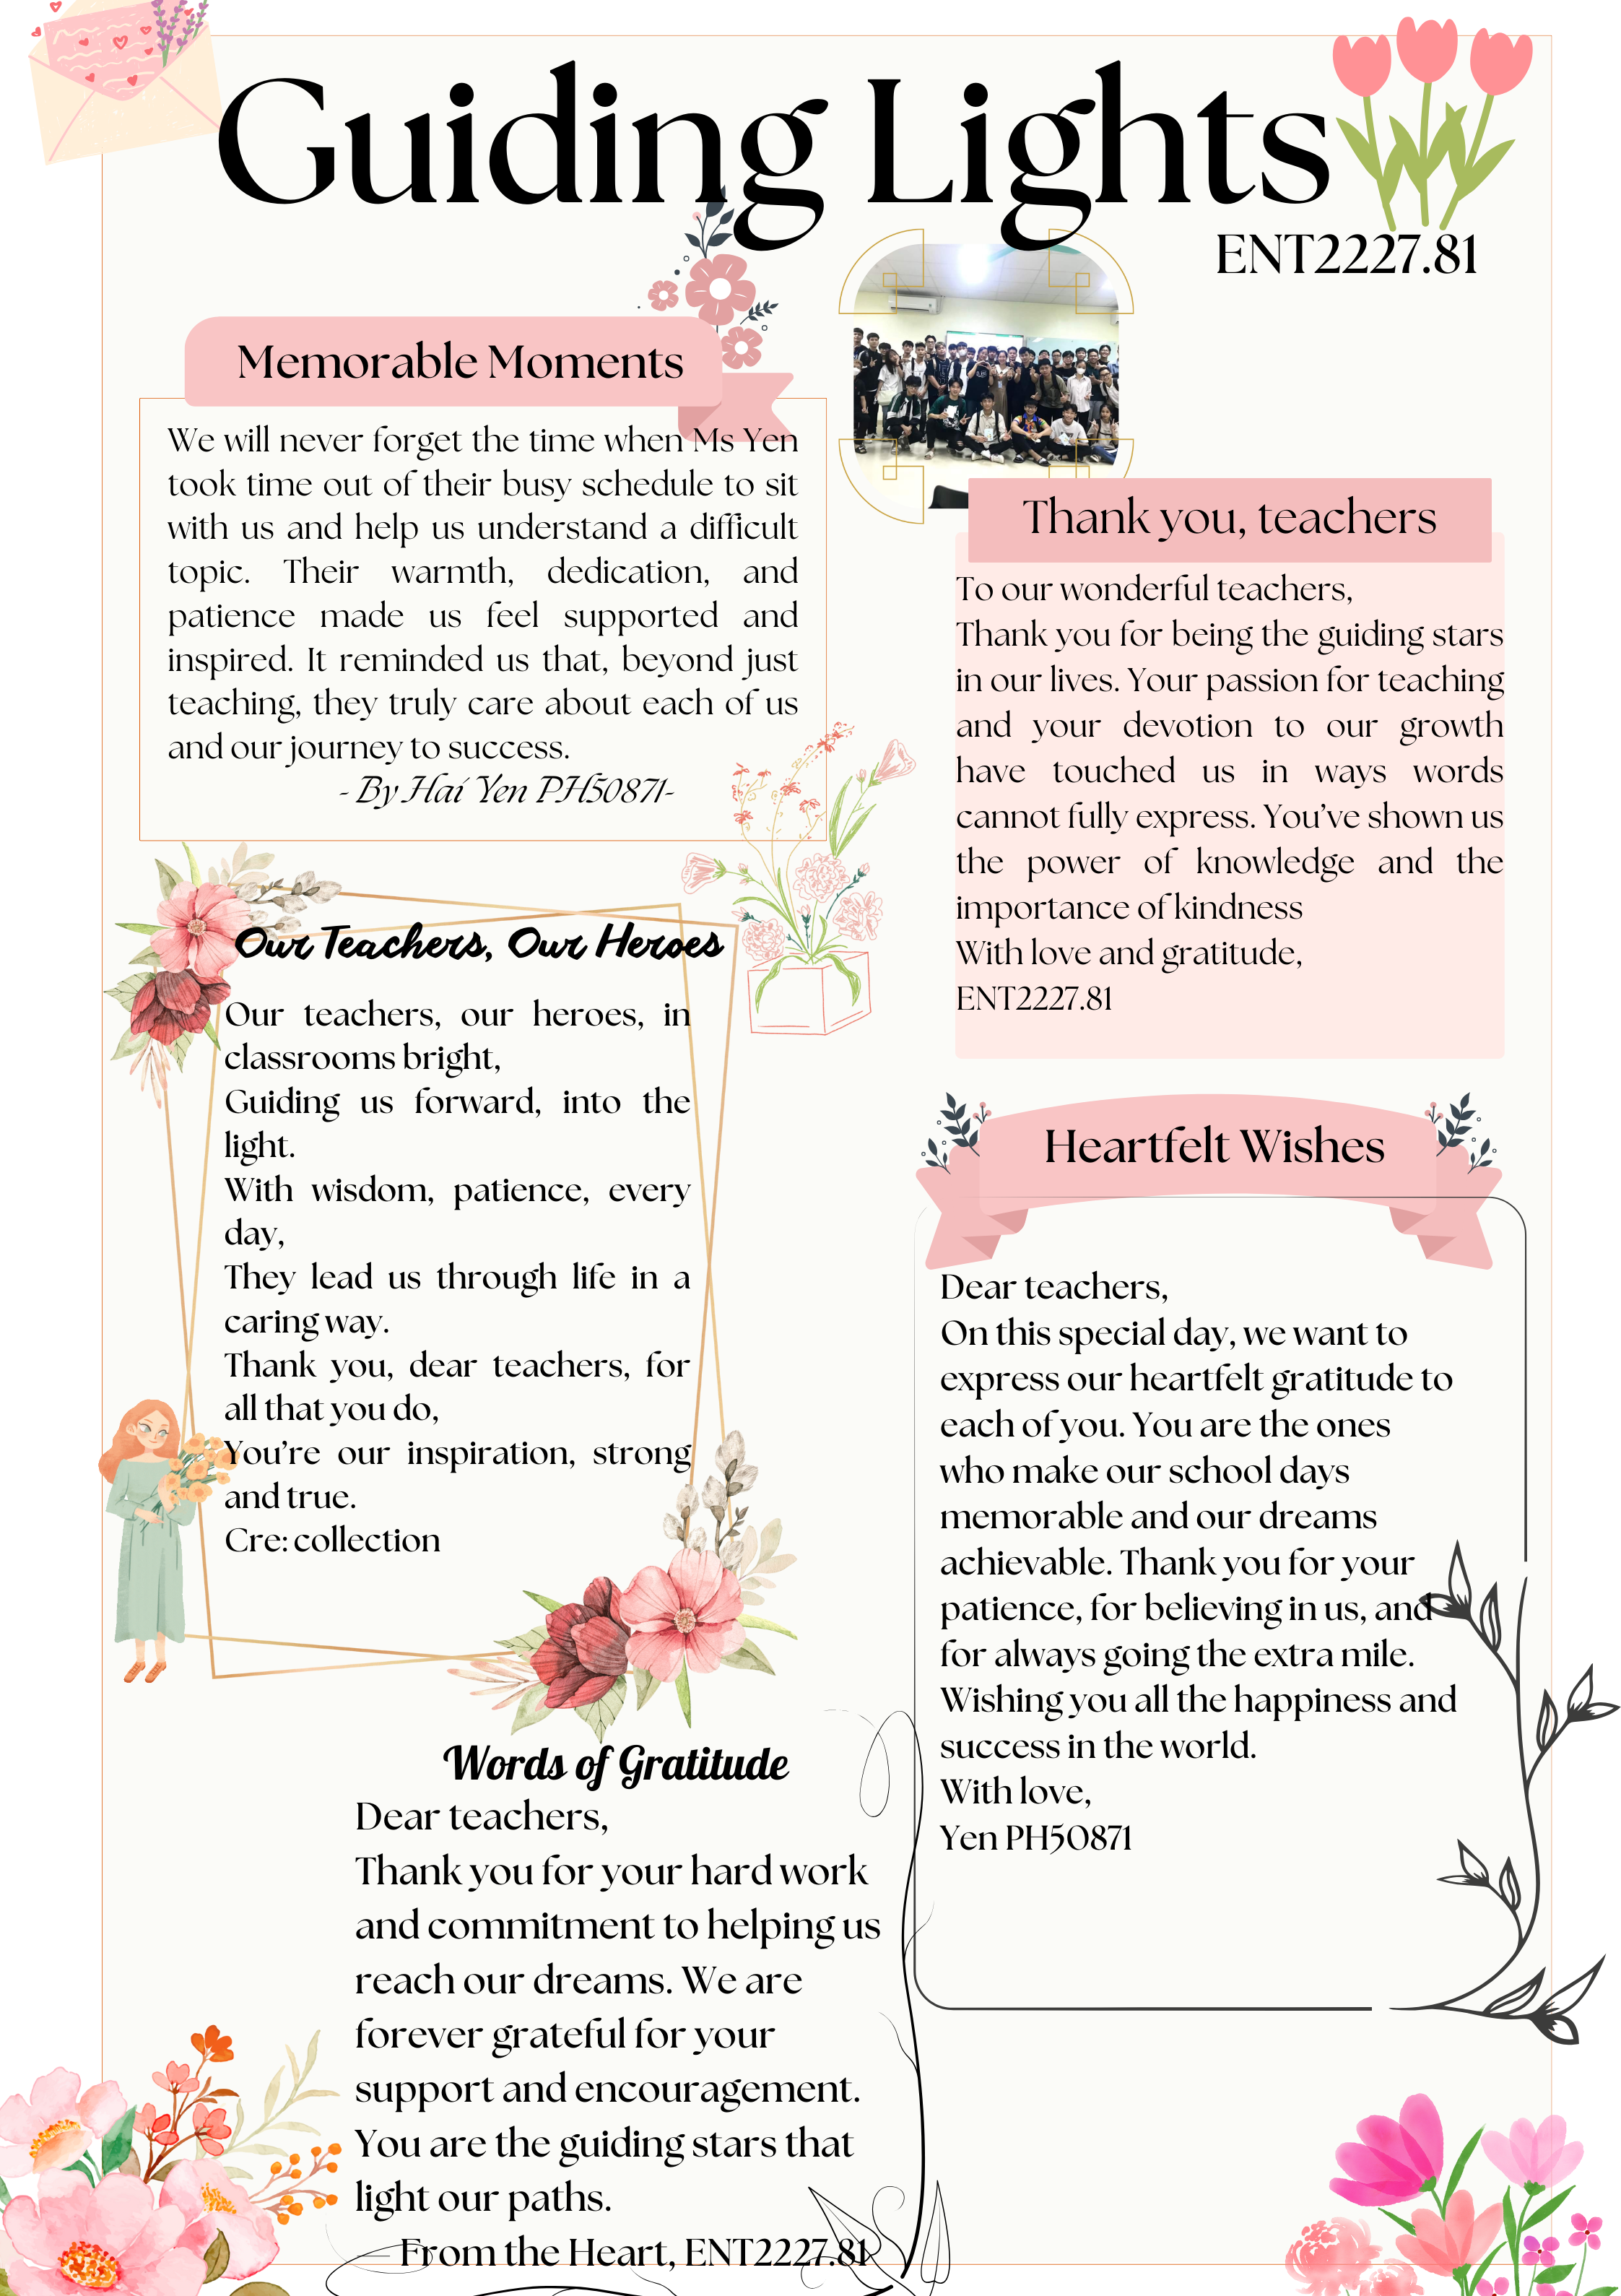 Guiding Lights
ENT2227.81
Memorable Moments
We will never forget the time when Ms Yen
took time out of their busy schedule to sit
with us and help us understand a difficult
topic. Their warmth, dedication, and
patience made us feel supported and
inspired. It reminded us that, beyond just
teaching, they truly care about each of us
and our journey to success.
- By Hai Yen PH50871-
Thank you, teachers
To our wonderful teachers,
Thank you for being the guiding stars
in our lives. Your passion for teaching
and your devotion to our growth
have touched us in ways words
cannot fully express. You’ve shown us
the power of knowledge and the
importance of kindness
With love and gratitude,
ENT2227.81
Our Teachers, Our Heroes
Our teachers, our heroes, in
classrooms bright,
Guiding us forward, into the
light.
With wisdom, patience, every
day,
They lead us through life in a
caring way.
Thank you, dear teachers, for
all that you do,
You’re our inspiration, strong
and true.
Cre: collection
Heartfelt Wishes
Dear teachers,
On this special day, we want to
express our heartfelt gratitude to
each of you. You are the ones
who make our school days
memorable and our dreams
achievable. Thank you for your
patience, for believing in us, and
for always going the extra mile.
Wishing you all the happiness and
success in the world.
With love,
Yen PH50871
Words of Gratitude
Dear teachers,
Thank you for your hard work
and commitment to helping us
reach our dreams. We are
forever grateful for your
support and encouragement.
You are the guiding stars that
light our paths.
— From the Heart, ENT2227.81